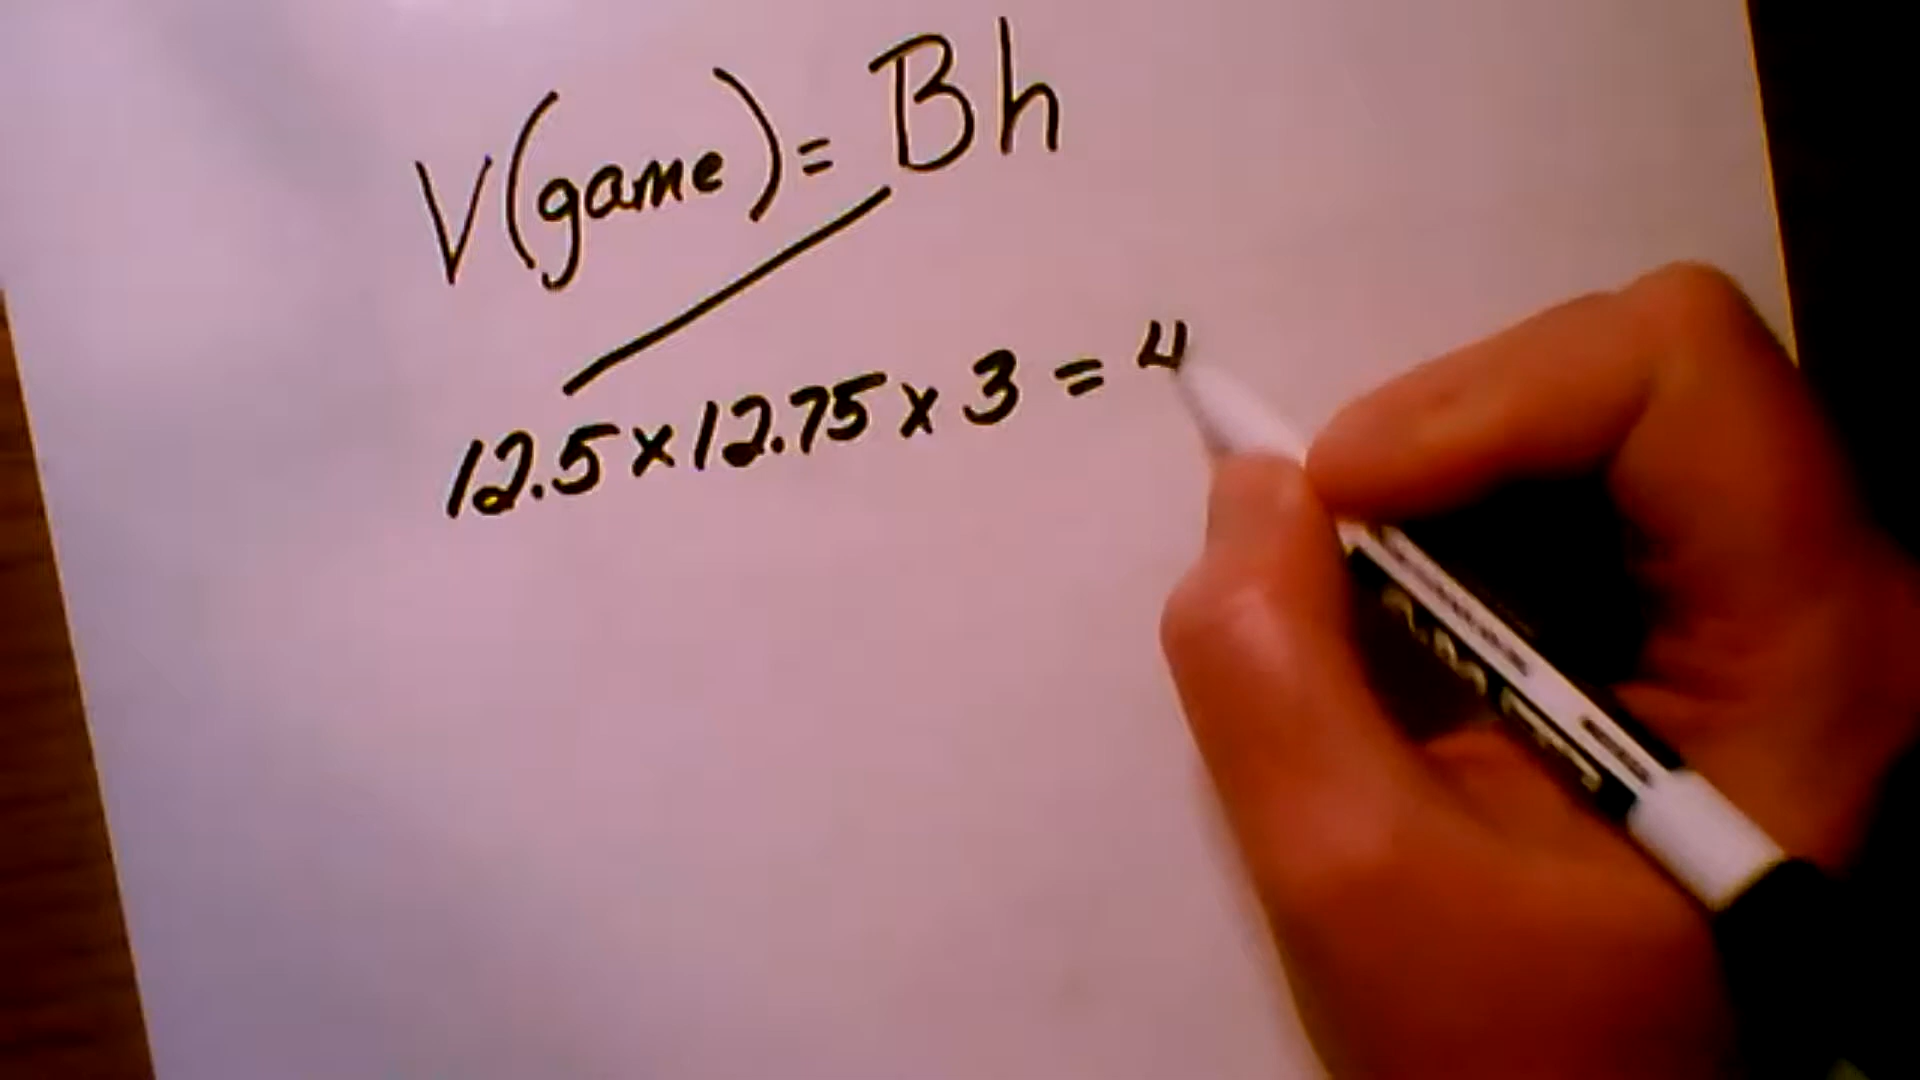 V(game) = Bh
12.5 x 12.75 x 3 = 4